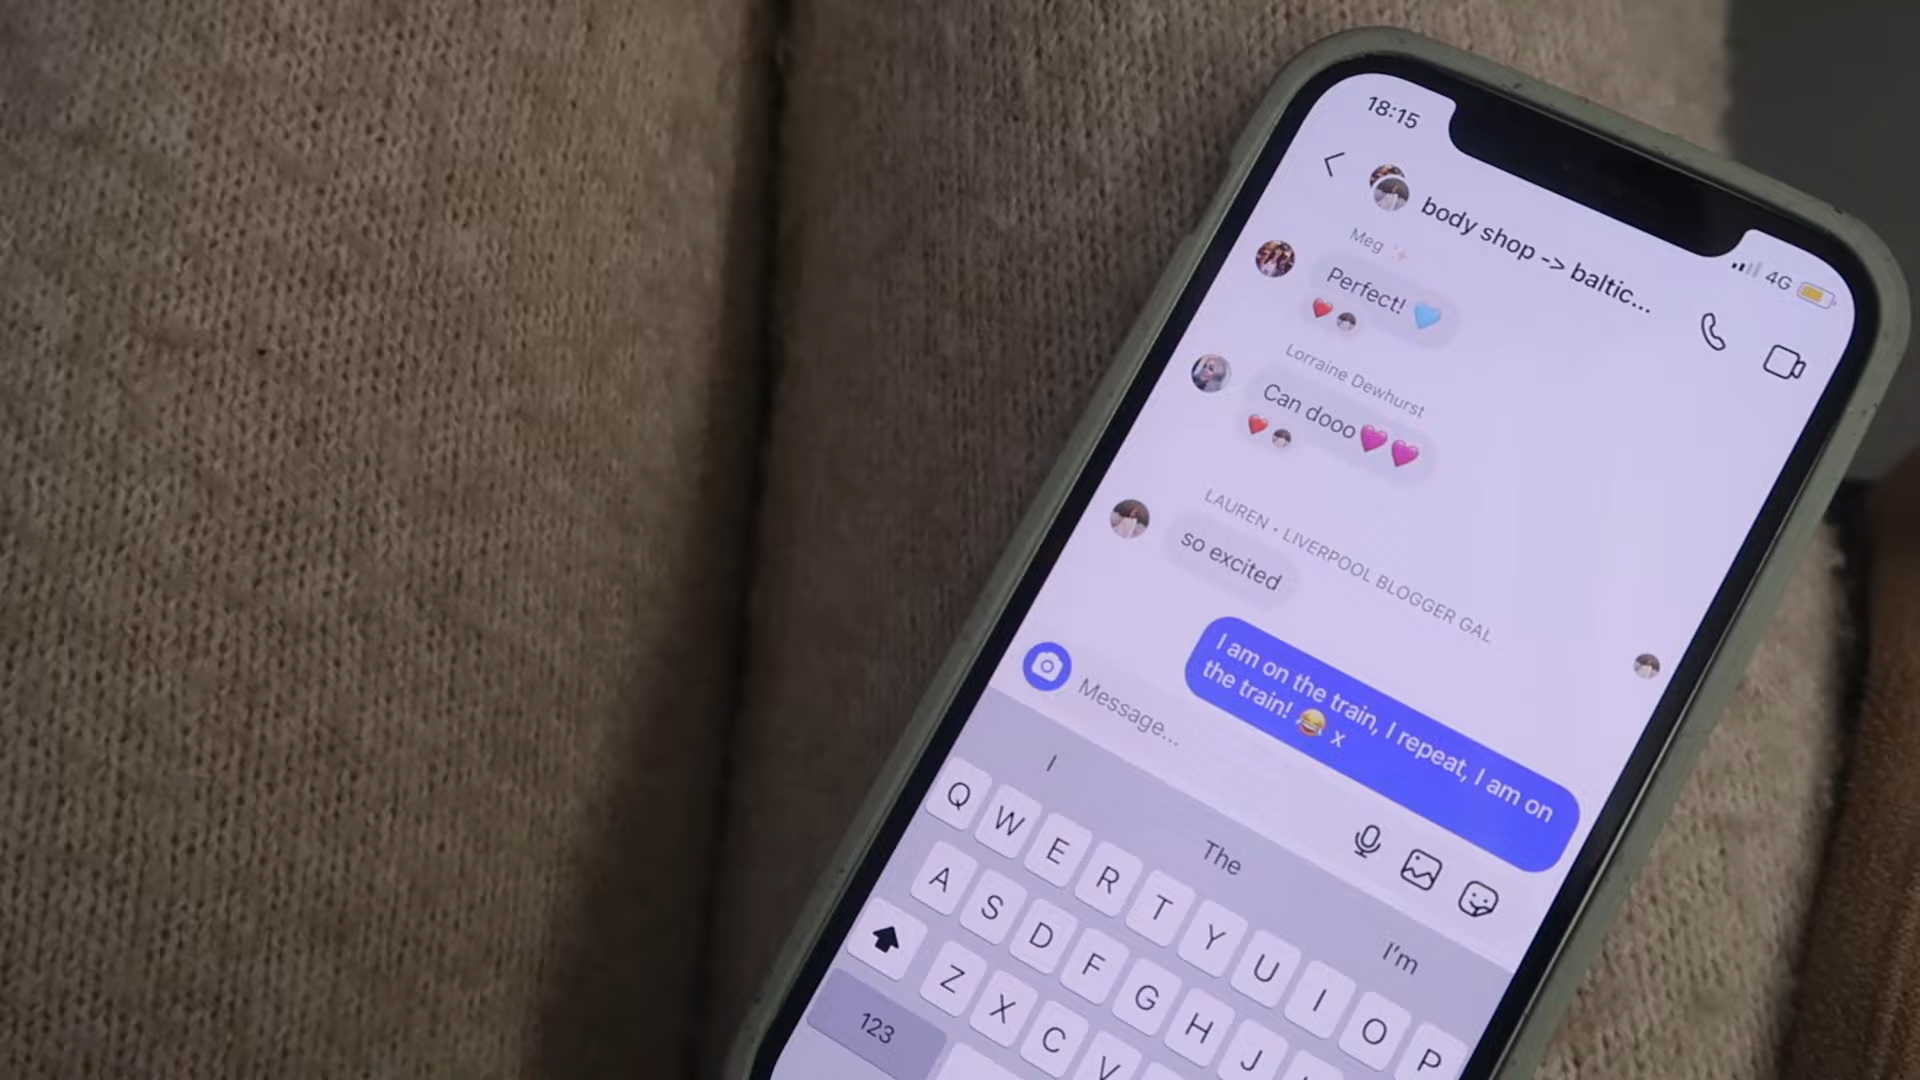 18:15
4G
body shop -> baltic...
Meg ✨
Perfect! 🩵
Lorraine Dewhurst
Can dooo 💗💗
LAUREN • LIVERPOOL BLOGGER GAL
so excited
I am on the train, I repeat, I am on
the train! 😂 x
Message...
I The I'm
Q W E R T Y U I O P
A S D F G H J
Z X C V
123